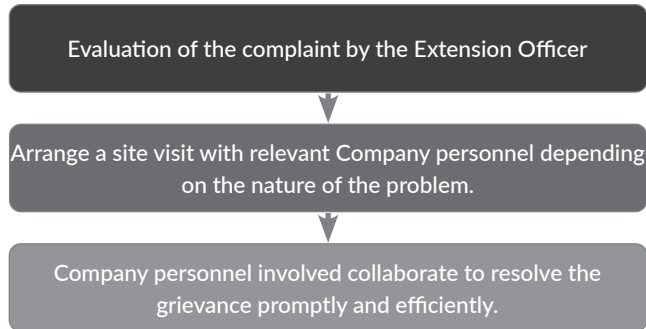 Evaluation of the complaint by the Extension Officer
Arrange a site visit with relevant Company personnel depending
on the nature of the problem.
Company personnel involved collaborate to resolve the
grievance promptly and efficiently.